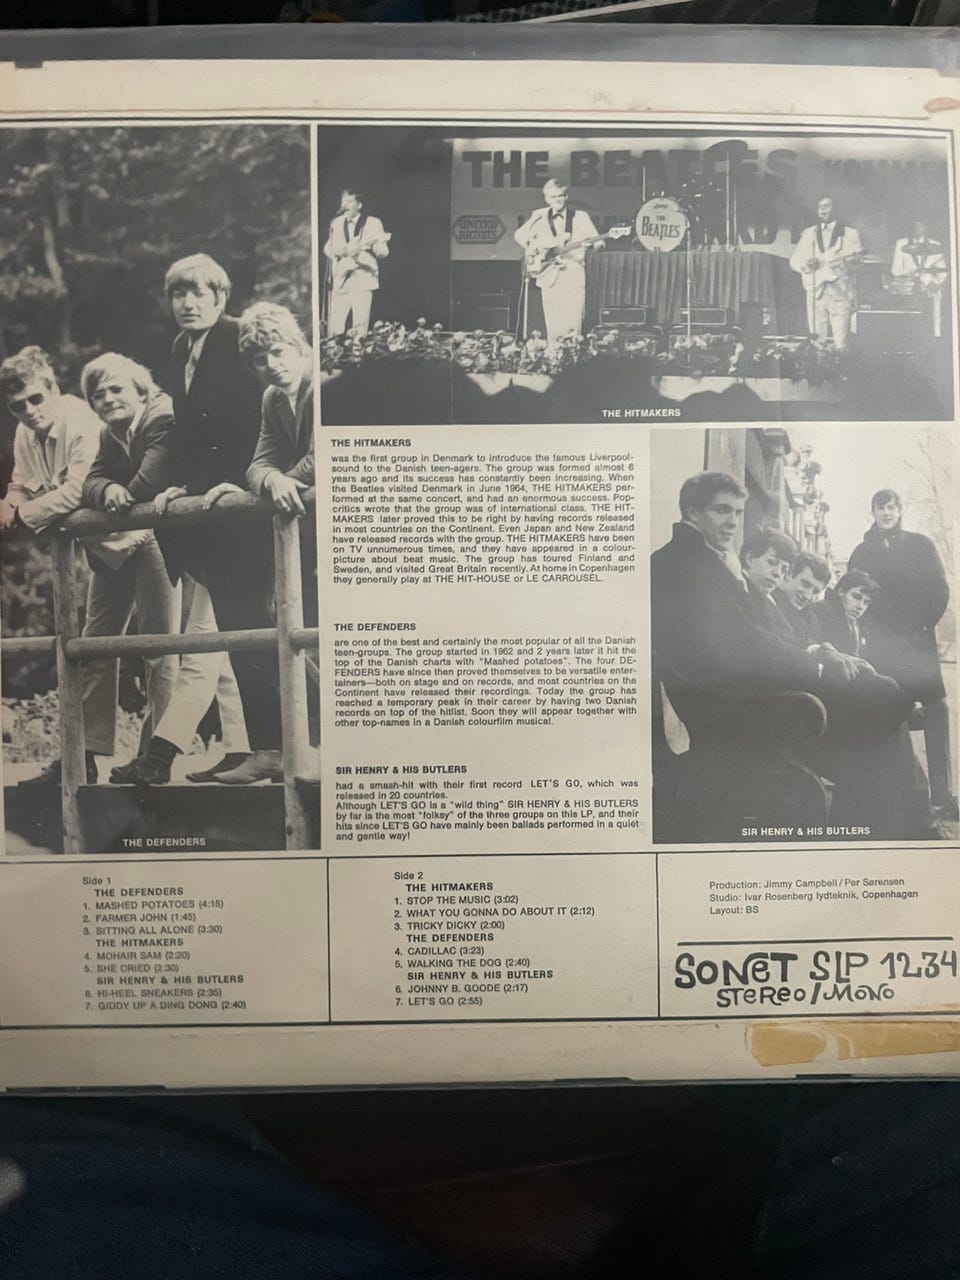 THE BEATLES
UNITED
ARTISTS
THE
BEATLES
THE HITMAKERS
THE HITMAKERS
was the first group in Denmark to introduce the famous Liverpool-
sound to the Danish teen-agers. The group was formed almost 6
years ago and its success has constantly been increasing. When
the Beatles visited Denmark in June 1964, THE HITMAKERS per-
formed at the same concert, and had an enormous success. Pop-
critics wrote that the group was of international class. THE HIT-
MAKERS later proved this to be right by having records released
in most countries on the Continent. Even Japan and New Zealand
have released records with the group. THE HITMAKERS have been
on TV unnumerous times, and they have appeared in a colour-
picture about beat music. The group has toured Finland and
Sweden, and visited Great Britain recently. At home in Copenhagen
they generally play at THE HIT-HOUSE or LE CARROUSEL.
THE DEFENDERS
are one of the best and certainly the most popular of all the Danish
teen-groups. The group started in 1962 and 2 years later it hit the
top of the Danish charts with "Mashed potatoes". The four DE-
FENDERS have since then proved themselves to be versatile enter-
tainers—both on stage and on records, and most countries on the
Continent have released their recordings. Today the group has
reached a temporary peak in their career by having two Danish
records on top of the hitlist. Soon they will appear together with
other top-names in a Danish colourfilm musical.
SIR HENRY & HIS BUTLERS
had a smash-hit with their first record LET'S GO, which was
released in 20 countries.
Although LET'S GO is a "wild thing" SIR HENRY & HIS BUTLERS
by far is the most "folksy" of the three groups on this LP, and their
hits since LET'S GO have mainly been ballads performed in a quiet
and gentle way!
THE DEFENDERS
SIR HENRY & HIS BUTLERS
Side 1
THE DEFENDERS
1. MASHED POTATOES (4:15)
2. FARMER JOHN (1:45)
3. SITTING ALL ALONE (3:30)
THE HITMAKERS
4. MOHAIR SAM (2:20)
5. SHE CRIED (2:30)
SIR HENRY & HIS BUTLERS
6. HI-HEEL SNEAKERS (2:35)
7. GIDDY UP A DING DONG (2:40)
Side 2
THE HITMAKERS
1. STOP THE MUSIC (3:02)
2. WHAT YOU GONNA DO ABOUT IT (2:12)
3. TRICKY DICKY (2:00)
THE DEFENDERS
4. CADILLAC (3:23)
5. WALKING THE DOG (2:40)
SIR HENRY & HIS BUTLERS
6. JOHNNY B. GOODE (2:17)
7. LET'S GO (2:55)
Production: Jimmy Campbell/Per Sørensen
Studio: Ivar Rosenberg lydteknik, Copenhagen
Layout: BS
SONET SLP 1234
STEREO/MONO